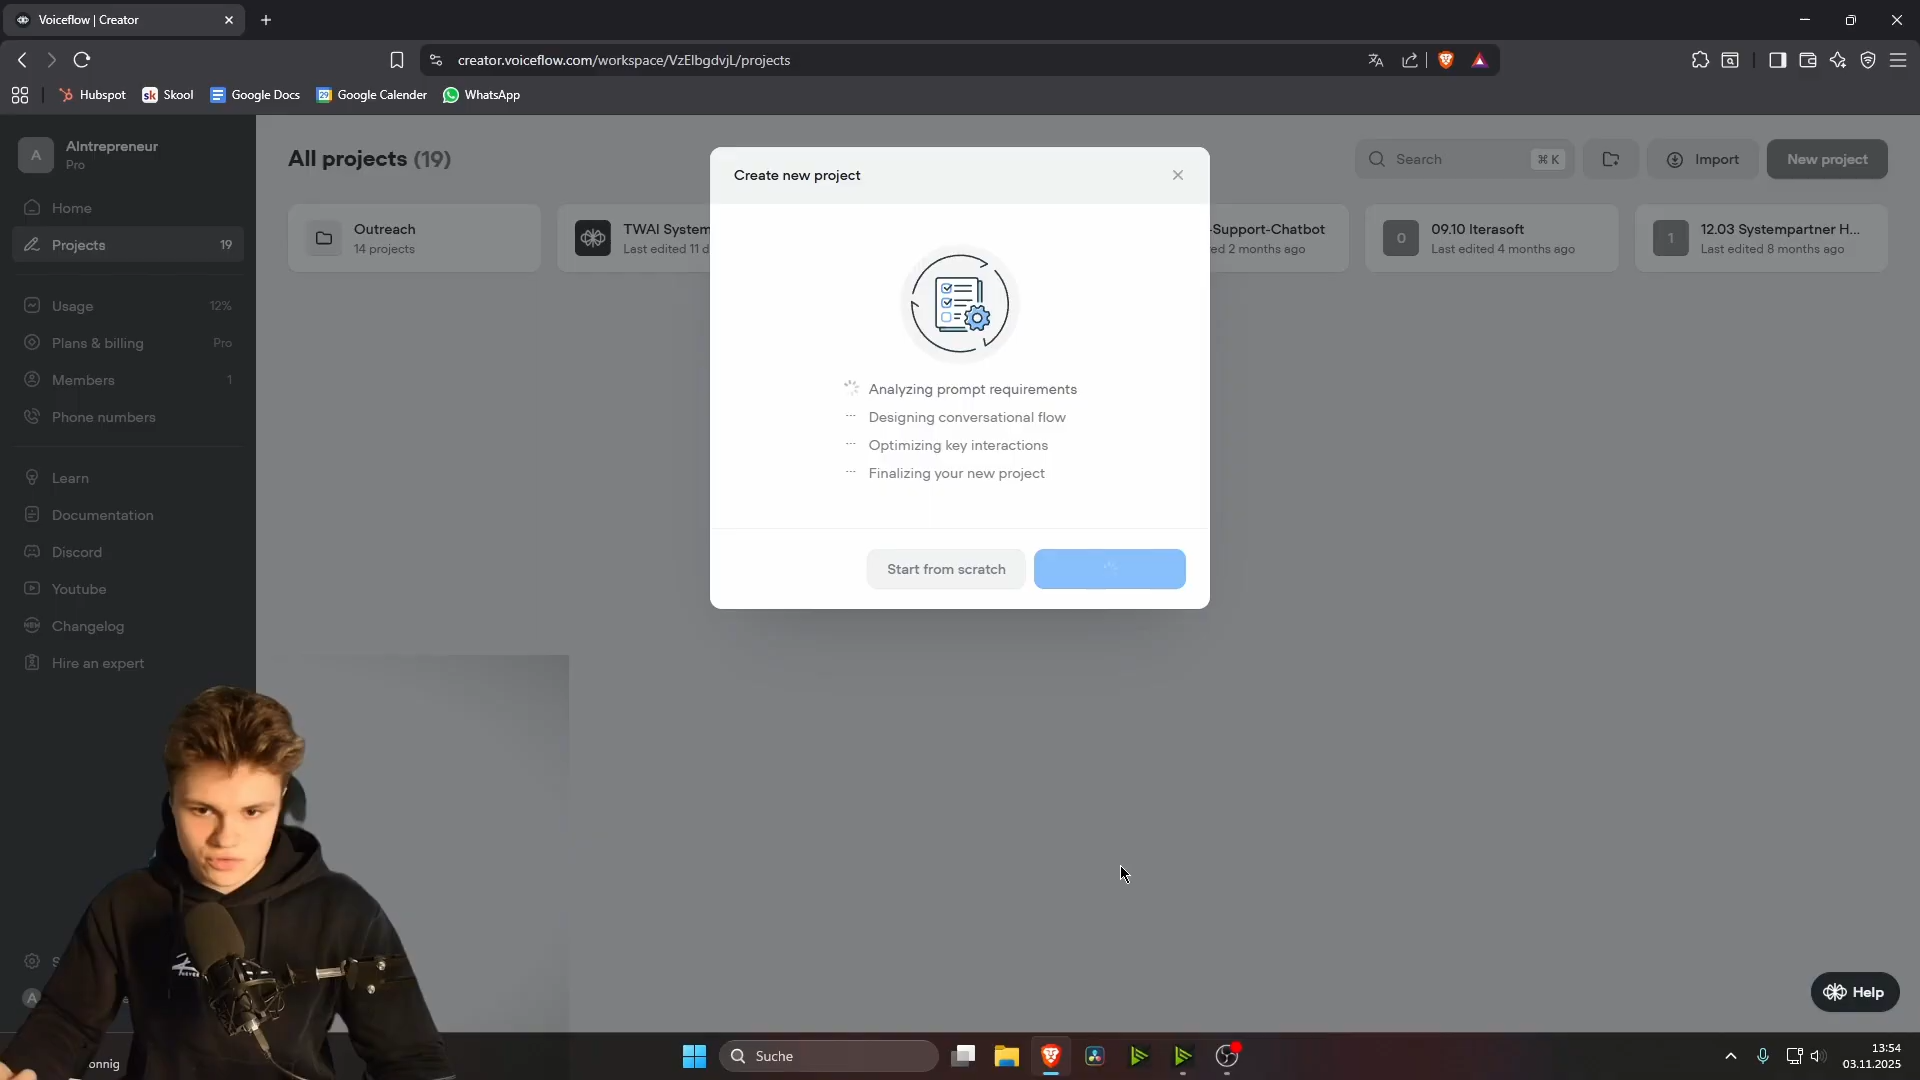 Voiceflow | Creator
creator.voiceflow.com/workspace/VzElbgdvjL/projects
Hubspot
sk Skool
Google Docs
Google Calender
WhatsApp
A
AIntrepreneur
Pro
Home
Projects 19
Usage 12%
Plans & billing Pro
Members 1
Phone numbers
Learn
Documentation
Discord
Youtube
NEW Changelog
Hire an expert
A
All projects (19)
Search ⌘ K
Import
New project
Outreach
14 projects
TWAI System
Last edited 11 d
-Support-Chatbot
ed 2 months ago
0
09.10 Iterasoft
Last edited 4 months ago
1
12.03 Systempartner H...
Last edited 8 months ago
Create new project
Analyzing prompt requirements
Designing conversational flow
Optimizing key interactions
Finalizing your new project
Start from scratch
Help
onnig
Suche
13:54
03.11.2025